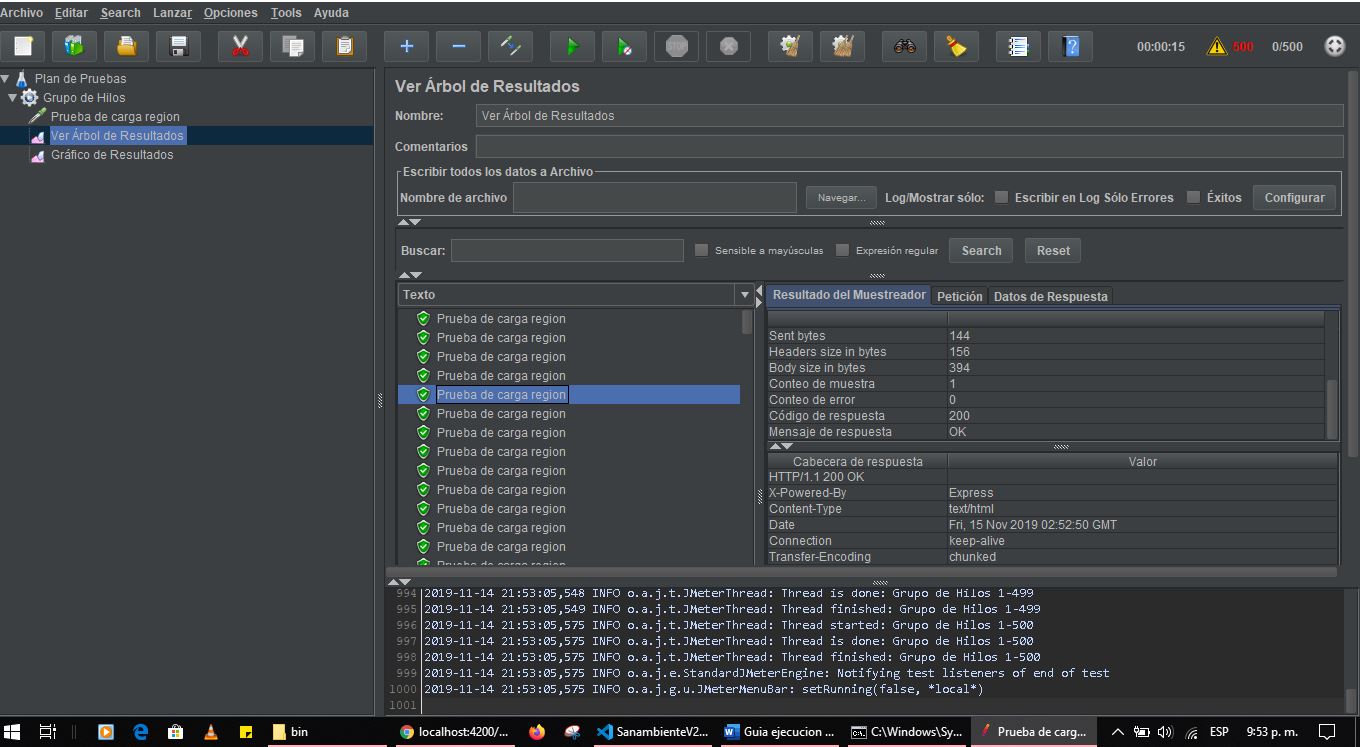 Archivo Editar Search Lanzar Opciones Tools Ayuda
STOP 00:00:15 500 0/500
Plan de Pruebas
Grupo de Hilos
Prueba de carga region
Ver Árbol de Resultados
Gráfico de Resultados
Ver Árbol de Resultados
Nombre: Ver Árbol de Resultados
Comentarios
Escribir todos los datos a Archivo
Nombre de archivo Navegar... Log/Mostrar sólo: Escribir en Log Sólo Errores Éxitos Configurar
Buscar: Sensible a mayúsculas Expresión regular Search Reset
Texto
Prueba de carga region
Prueba de carga region
Prueba de carga region
Prueba de carga region
Prueba de carga region
Prueba de carga region
Prueba de carga region
Prueba de carga region
Prueba de carga region
Prueba de carga region
Prueba de carga region
Prueba de carga region
Prueba de carga region
Prueba de carga region
Resultado del Muestreador Petición Datos de Respuesta
Sent bytes 144
Headers size in bytes 156
Body size in bytes 394
Conteo de muestra 1
Conteo de error 0
Código de respuesta 200
Mensaje de respuesta OK
Cabecera de respuesta Valor
HTTP/1.1 200 OK
X-Powered-By Express
Content-Type text/html
Date Fri, 15 Nov 2019 02:52:50 GMT
Connection keep-alive
Transfer-Encoding chunked
994 2019-11-14 21:53:05,548 INFO o.a.j.t.JMeterThread: Thread is done: Grupo de Hilos 1-499
995 2019-11-14 21:53:05,549 INFO o.a.j.t.JMeterThread: Thread finished: Grupo de Hilos 1-499
996 2019-11-14 21:53:05,575 INFO o.a.j.t.JMeterThread: Thread started: Grupo de Hilos 1-500
997 2019-11-14 21:53:05,575 INFO o.a.j.t.JMeterThread: Thread is done: Grupo de Hilos 1-500
998 2019-11-14 21:53:05,575 INFO o.a.j.t.JMeterThread: Thread finished: Grupo de Hilos 1-500
999 2019-11-14 21:53:05,575 INFO o.a.j.e.StandardJMeterEngine: Notifying test listeners of end of test
1000 2019-11-14 21:53:05,575 INFO o.a.j.g.u.JMeterMenuBar: setRunning(false, *local*)
1001
bin localhost:4200/... SanambienteV2... Guia ejecucion ... C:\Windows\Sy... Prueba de carg... ESP 9:53 p. m.